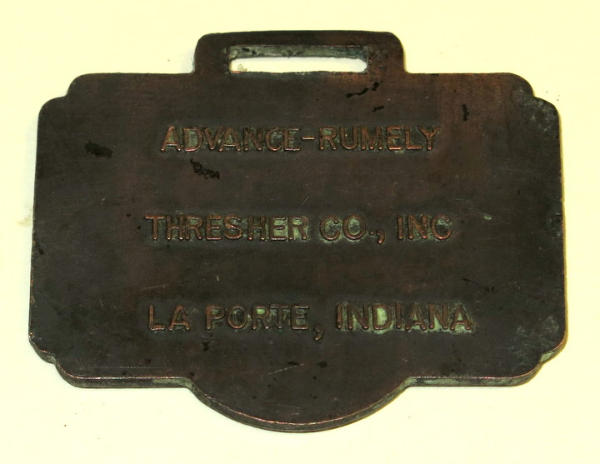 ADVANCE-RUMELY
THRESHER CO., INC
LA PORTE, INDIANA